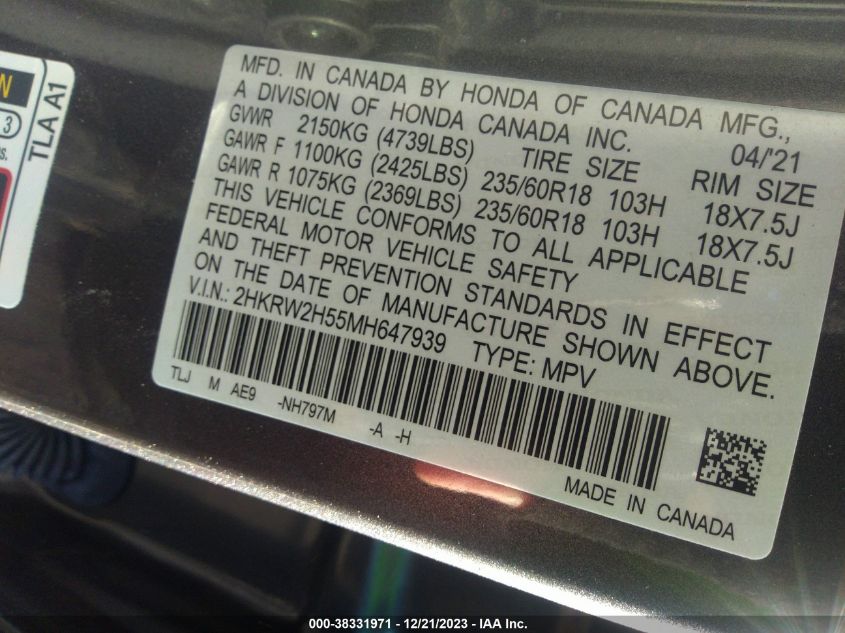 N
3
s.
TLA A1
MFD. IN CANADA BY HONDA OF CANADA MFG.,
A DIVISION OF HONDA CANADA INC. 04/'21
GVWR 2150KG (4739LBS) TIRE SIZE RIM SIZE
GAWR F 1100KG (2425LBS) 235/60R18 103H 18X7.5J
GAWR R 1075KG (2369LBS) 235/60R18 103H 18X7.5J
THIS VEHICLE CONFORMS TO ALL APPLICABLE
FEDERAL MOTOR VEHICLE SAFETY
AND THEFT PREVENTION STANDARDS IN EFFECT
ON THE DATE OF MANUFACTURE SHOWN ABOVE.
V.I.N.: 2HKRW2H55MH647939 TYPE: MPV
TLJ M AE9 -NH797M -A -H
MADE IN CANADA
000-38331971 - 12/21/2023 - IAA Inc.